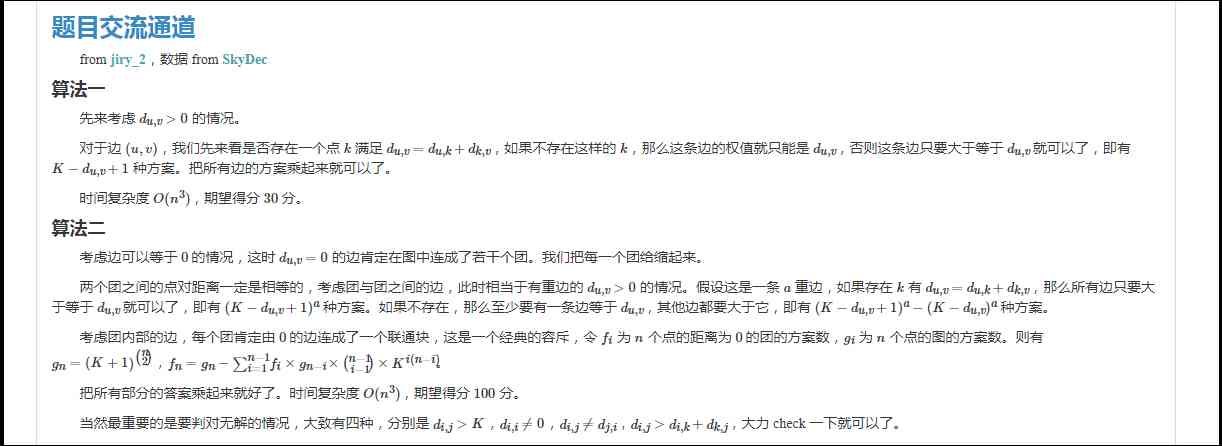 题目交流通道
from jiry_2，数据 from SkyDec
算法一
先来考虑 d_{u,v} > 0 的情况。
对于边 (u, v)，我们先来看是否存在一个点 k 满足 d_{u,v} = d_{u,k} + d_{k,v}，如果不存在这样的 k，那么这条边的权值就只能是 d_{u,v}，否则这条边只要大于等于 d_{u,v} 就可以了，即有
K − d_{u,v} + 1 种方案。把所有边的方案乘起来就可以了。
时间复杂度 O(n^3)，期望得分 30 分。
算法二
考虑边可以等于 0 的情况，这时 d_{u,v} = 0 的边肯定在图中连成了若干个团。我们把每一个团给缩起来。
两个团之间的点对距离一定是相等的，考虑团与团之间的边，此时相当于有重边的 d_{u,v} > 0 的情况。假设这是一条 a 重边，如果存在 k 有 d_{u,v} = d_{u,k} + d_{k,v}，那么所有边只要大
于等于 d_{u,v} 就可以了，即有 (K − d_{u,v} + 1)^a 种方案。如果不存在，那么至少要有一条边等于 d_{u,v}，其他边都要大于它，即有 (K − d_{u,v} + 1)^a − (K − d_{u,v})^a 种方案。
考虑团内部的边，每个团肯定由 0 的边连成了一个联通块，这是一个经典的容斥，令 f_i 为 n 个点的距离为 0 的团的方案数，g_i 为 n 个点的图的方案数。则有
g_n = (K + 1)^{\binom{n}{2}}，f_n = g_n − \sum_{i=1}^{n−1} f_i × g_{n−i} × \binom{n−1}{i−1} × K^{i(n−i)}。
把所有部分的答案乘起来就好了。时间复杂度 O(n^3)，期望得分 100 分。
当然最重要的是要判对无解的情况，大致有四种，分别是 d_{i,j} > K，d_{i,i} ≠ 0，d_{i,j} ≠ d_{j,i}，d_{i,j} > d_{i,k} + d_{k,j}，大力 check 一下就可以了。